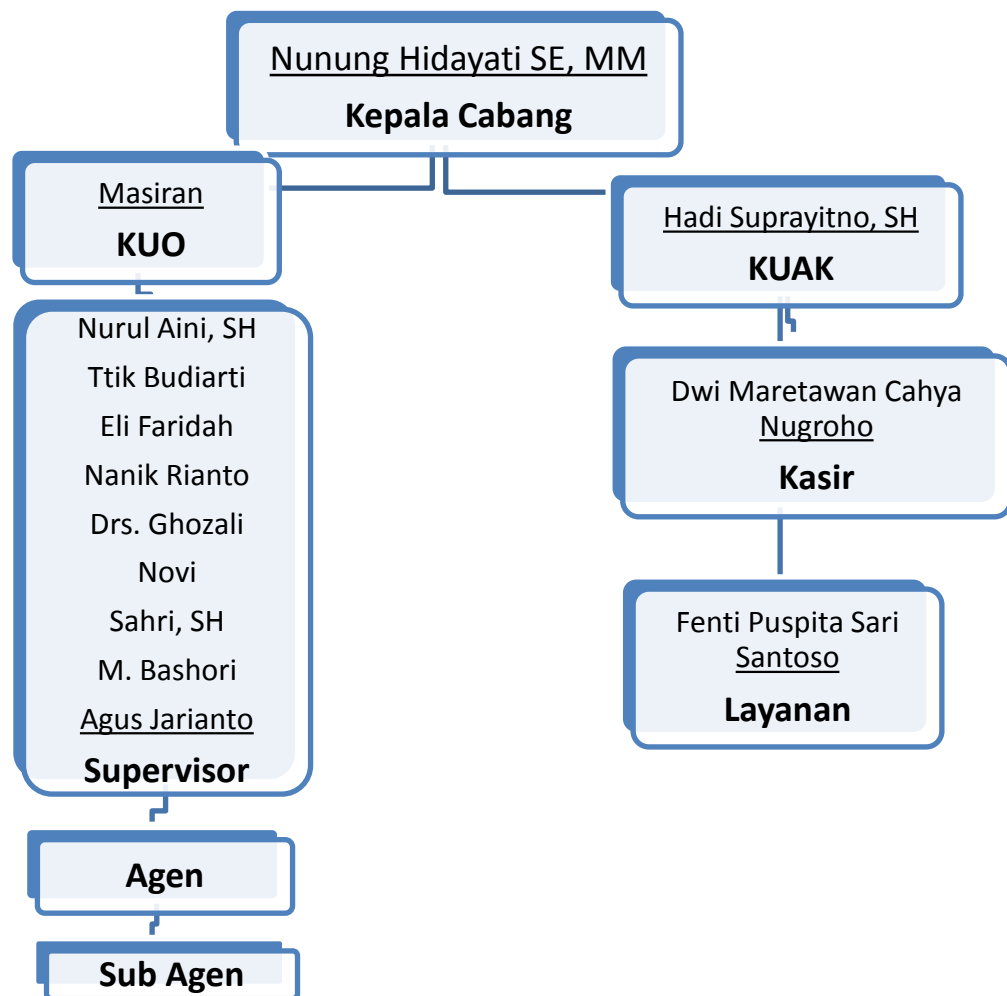 Nunung Hidayati SE, MM
Kepala Cabang
Masiran
KUO
Hadi Suprayitno, SH
KUAK
Nurul Aini, SH
Ttik Budiarti
Eli Faridah
Nanik Rianto
Drs. Ghozali
Novi
Sahri, SH
M. Bashori
Agus Jarianto
Supervisor
Dwi Maretawan Cahya
Nugroho
Kasir
Fenti Puspita Sari
Santoso
Layanan
Agen
Sub Agen